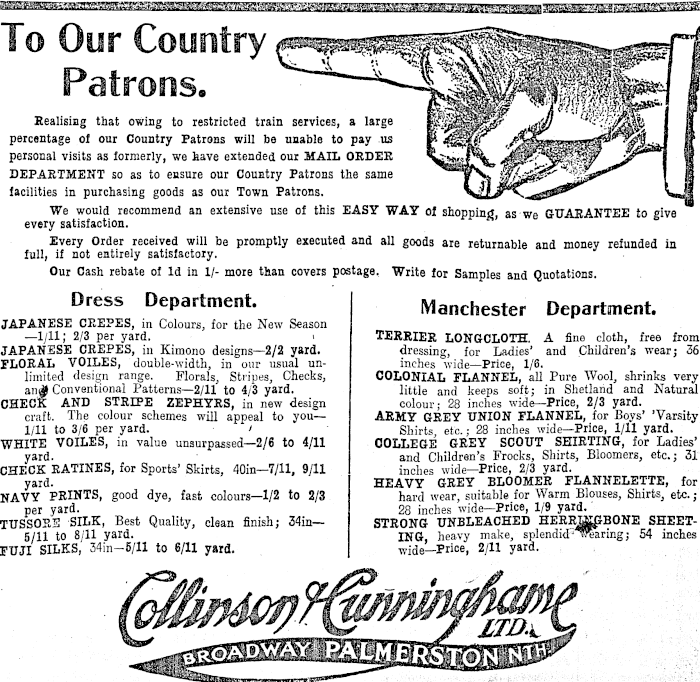 To Our Country
Patrons.
Realising that owing to restricted train services, a large
percentage of our Country Patrons will be unable to pay us
personal visits as formerly, we have extended our MAIL ORDER
DEPARTMENT so as to ensure our Country Patrons the same
facilities in purchasing goods as our Town Patrons.
We would recommend an extensive use of this EASY WAY of shopping, as we GUARANTEE to give
every satisfaction.
Every Order received will be promptly executed and all goods are returnable and money refunded in
full, if not entirely satisfactory.
Our Cash rebate of 1d in 1/- more than covers postage. Write for Samples and Quotations.
Dress Department.
JAPANESE CREPES, in Colours, for the New Season
—1/11; 2/3 per yard.
JAPANESE CREPES, in Kimono designs—2/2 yard.
FLORAL VOILES, double-width, in our usual un-
limited design range. Florals, Stripes, Checks,
and Conventional Patterns—2/11 to 4/3 yard.
CHECK AND STRIPE ZEPHYRS, in new design
craft. The colour schemes will appeal to you—
1/11 to 3/6 per yard.
WHITE VOILES, in value unsurpassed—2/6 to 4/11
yard.
CHECK RATINES, for Sports' Skirts, 40in—7/11, 9/11
yard.
NAVY PRINTS, good dye, fast colours—1/2 to 2/3
per yard.
TUSSORE SILK, Best Quality, clean finish; 34in—
5/11 to 8/11 yard.
FUJI SILKS, 34in—5/11 to 6/11 yard.
Manchester Department.
TERRIER LONGCLOTH. A fine cloth, free from
dressing, for Ladies' and Children's wear; 36
inches wide—Price, 1/6.
COLONIAL FLANNEL, all Pure Wool, shrinks very
little and keeps soft; in Shetland and Natural
colour; 28 inches wide—Price, 2/3 yard.
ARMY GREY UNION FLANNEL, for Boys' 'Varsity
Shirts, etc.; 28 inches wide—Price, 1/11 yard.
COLLEGE GREY SCOUT SHIRTING, for Ladies'
and Children's Frocks, Shirts, Bloomers, etc.; 31
inches wide—Price, 2/3 yard.
HEAVY GREY BLOOMER FLANNELETTE, for
hard wear, suitable for Warm Blouses, Shirts, etc.;
28 inches wide—Price, 1/9 yard.
STRONG UNBLEACHED HERRINGBONE SHEET-
ING, heavy make, splendid wearing; 54 inches
wide—Price, 2/11 yard.
Collinson & Cunninghame
LTD.
BROADWAY PALMERSTON NTH.